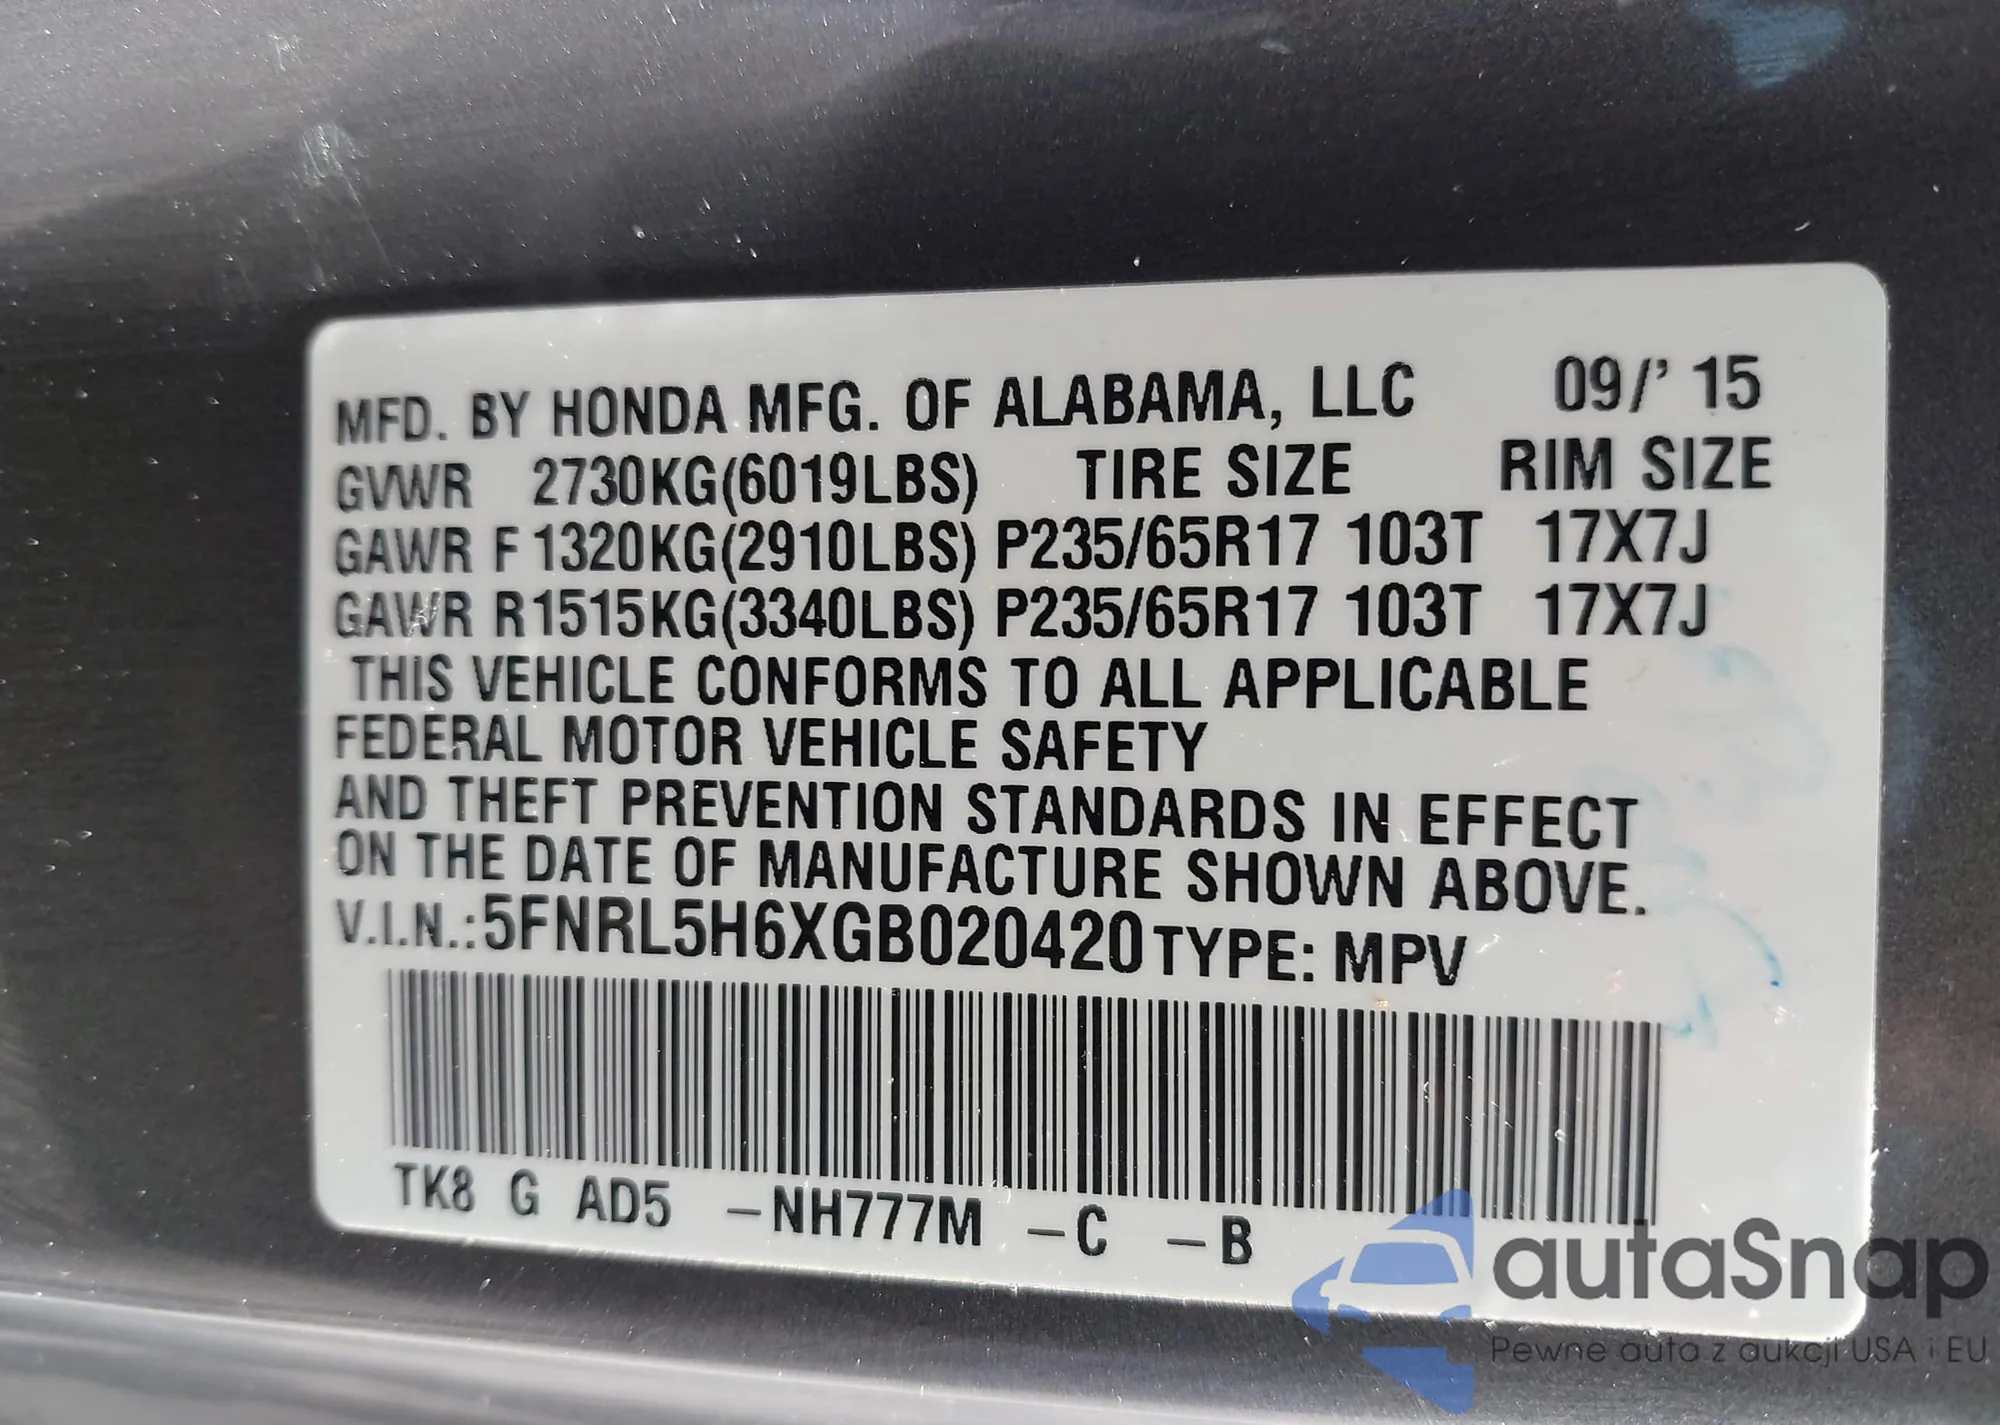 MFD. BY HONDA MFG. OF ALABAMA, LLC 09/' 15
GVWR 2730KG(6019LBS) TIRE SIZE RIM SIZE
GAWR F 1320KG(2910LBS) P235/65R17 103T 17X7J
GAWR R 1515KG(3340LBS) P235/65R17 103T 17X7J
THIS VEHICLE CONFORMS TO ALL APPLICABLE
FEDERAL MOTOR VEHICLE SAFETY
AND THEFT PREVENTION STANDARDS IN EFFECT
ON THE DATE OF MANUFACTURE SHOWN ABOVE.
V.I.N.:5FNRL5H6XGB020420 TYPE: MPV
TK8 G AD5 –NH777M –C –B
autaSnap
Pewne auta z aukcji USA i EU